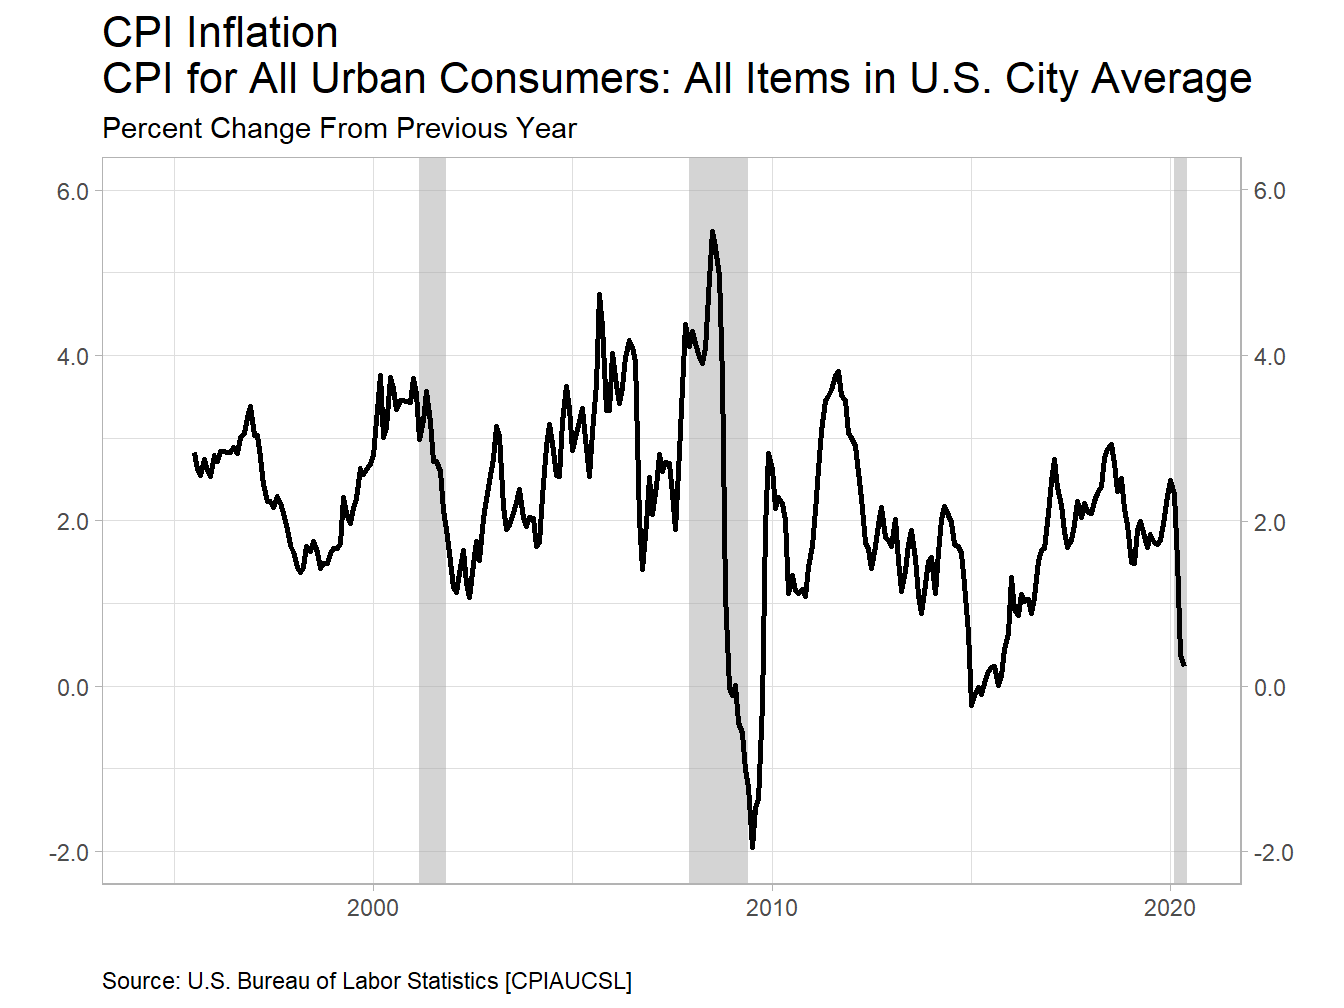 CPI Inflation
CPI for All Urban Consumers: All Items in U.S. City Average
Percent Change From Previous Year
6.0 6.0
4.0 4.0
2.0 2.0
0.0 0.0
-2.0 -2.0
2000 2010 2020
Source: U.S. Bureau of Labor Statistics [CPIAUCSL]